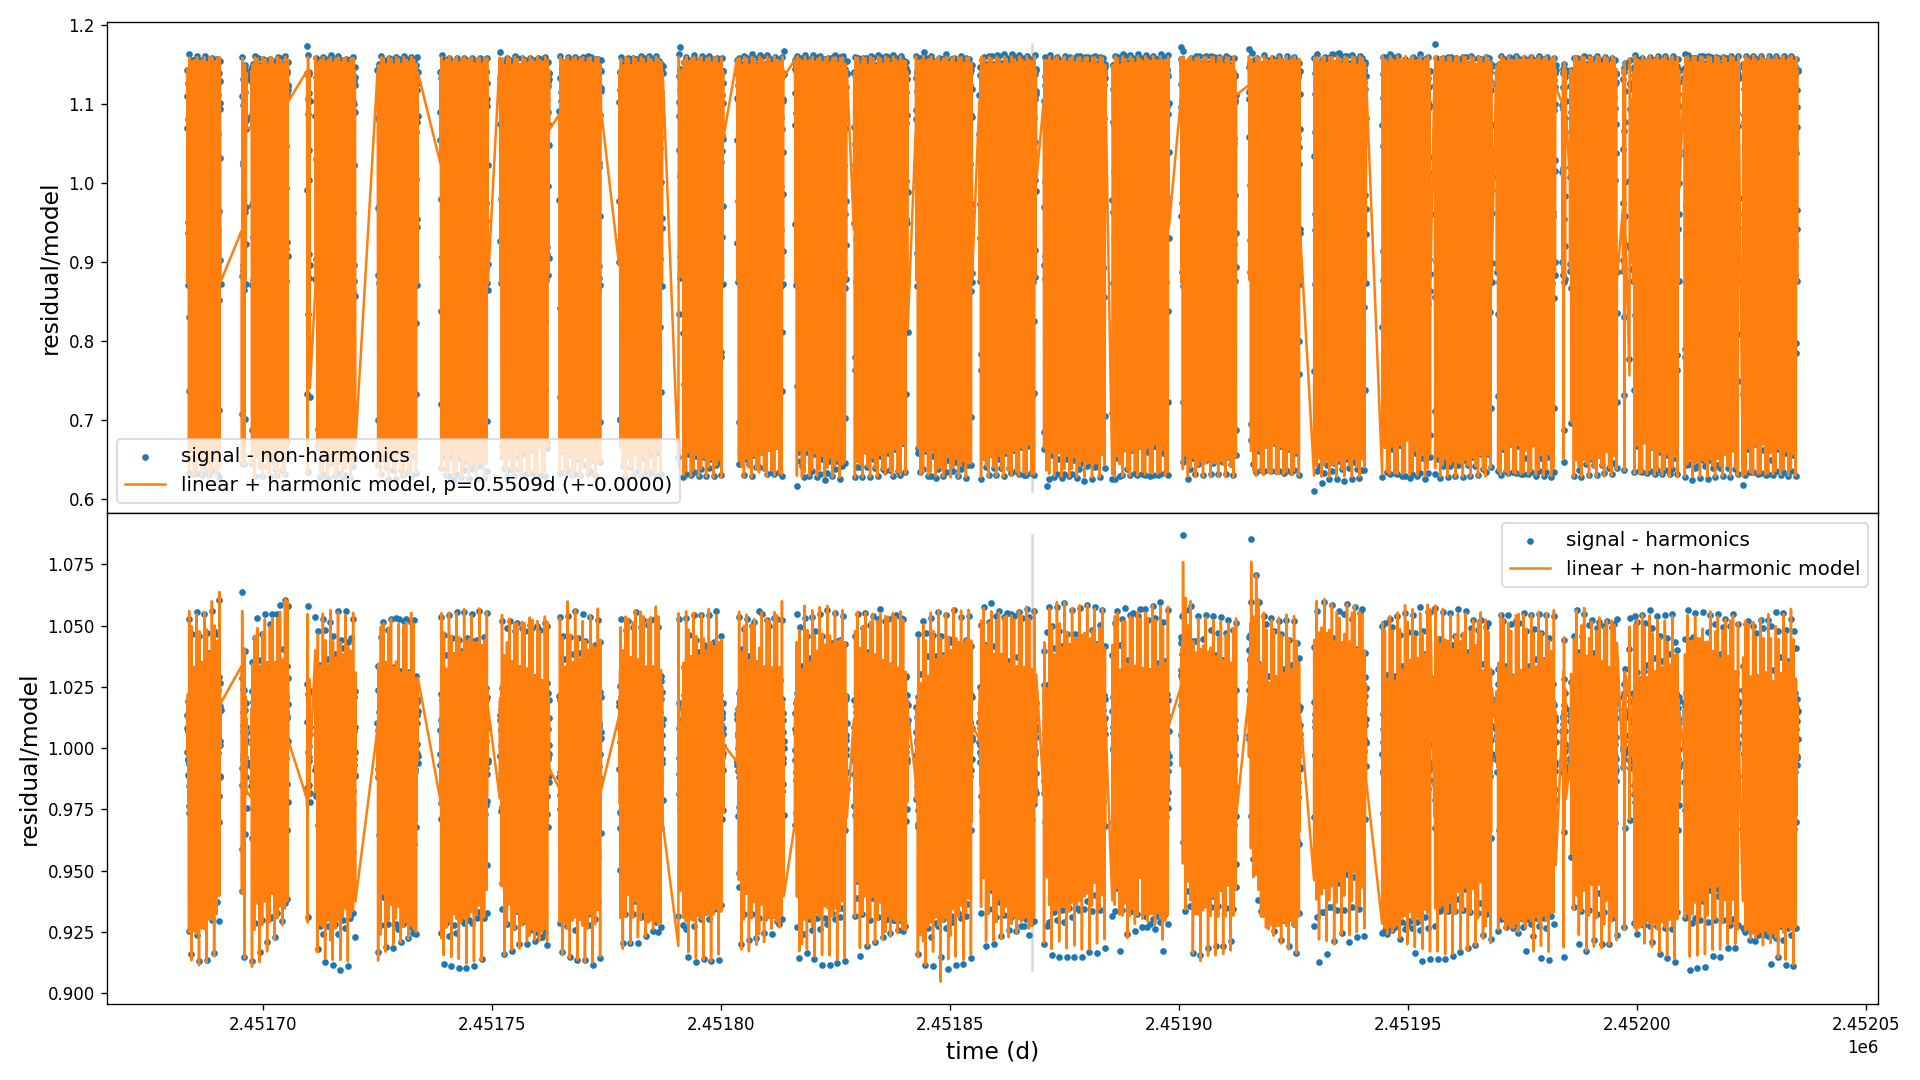 1.2
1.1
1.0
0.9
0.8
0.7
0.6
residual/model
signal - non-harmonics
linear + harmonic model, p=0.5509d (+-0.0000)
1.075
1.050
1.025
1.000
0.975
0.950
0.925
0.900
residual/model
signal - harmonics
linear + non-harmonic model
2.45170
2.45175
2.45180
2.45185
2.45190
2.45195
2.45200
2.45205
1e6
time (d)